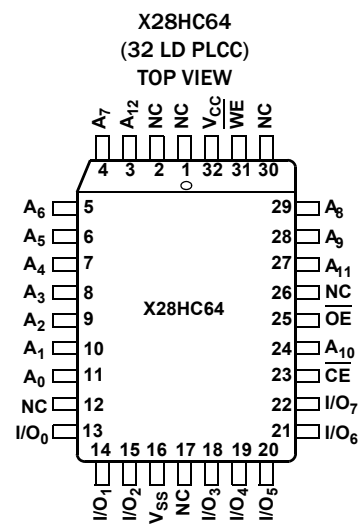 X28HC64
(32 LD PLCC)
TOP VIEW
A7 A12 NC NC VCC WE NC
4 3 2 1 32 31 30
A6 5 29 A8
A5 6 28 A9
A4 7 27 A11
A3 8 26 NC
X28HC64
A2 9 25 OE
A1 10 24 A10
A0 11 23 CE
NC 12 22 I/O7
I/O0 13 21 I/O6
14 15 16 17 18 19 20
I/O1 I/O2 VSS NC I/O3 I/O4 I/O5